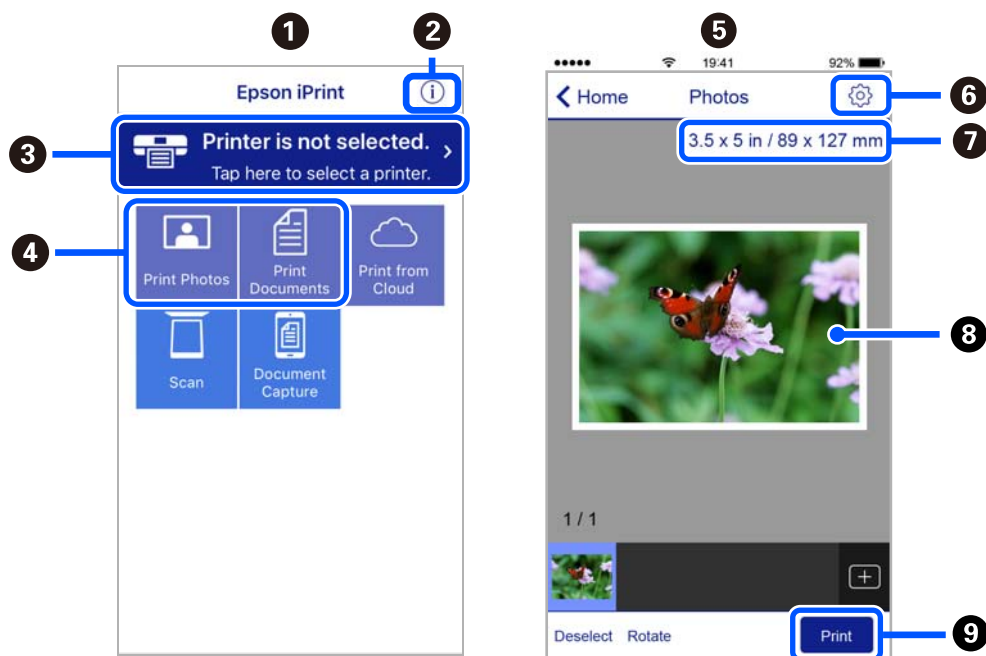 1
2
Epson iPrint
3
Printer is not selected.
Tap here to select a printer.
4
Print Photos
Print
Documents
Print from
Cloud
Scan
Document
Capture
5
19:41
92%
Home
Photos
6
3.5 x 5 in / 89 x 127 mm
7
8
1 / 1
Deselect
Rotate
Print
9